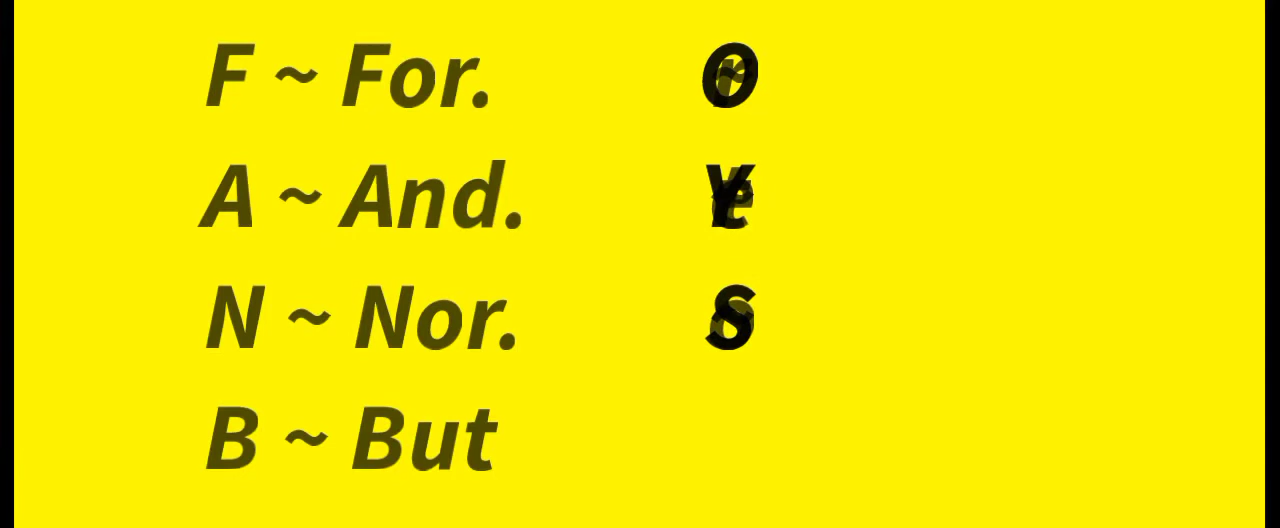 F ~ For.
A ~ And.
N ~ Nor.
B ~ But
O
Y
S